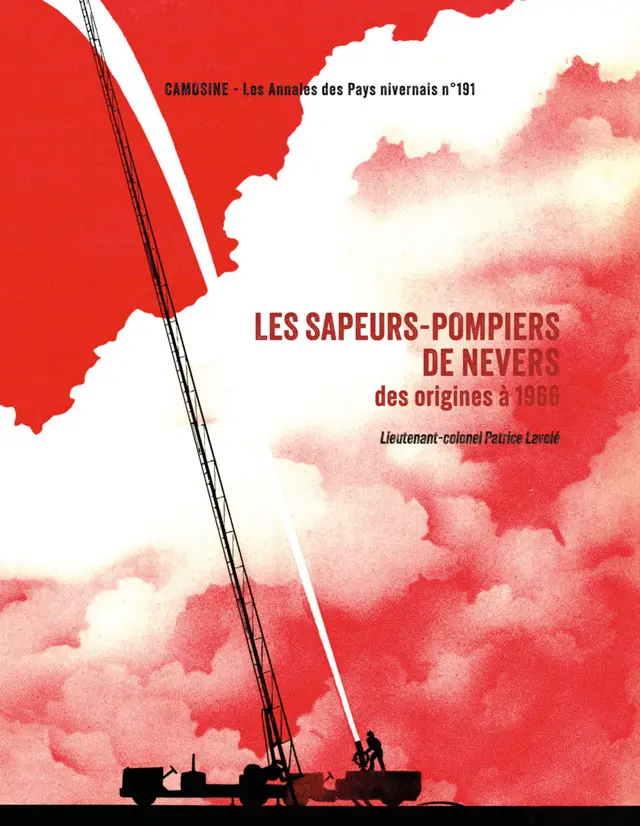 CAMOSINE - Les Annales des Pays nivernais n°191
LES SAPEURS-POMPIERS
DE NEVERS
des origines à 1966
Lieutenant-colonel Patrice Lavolé